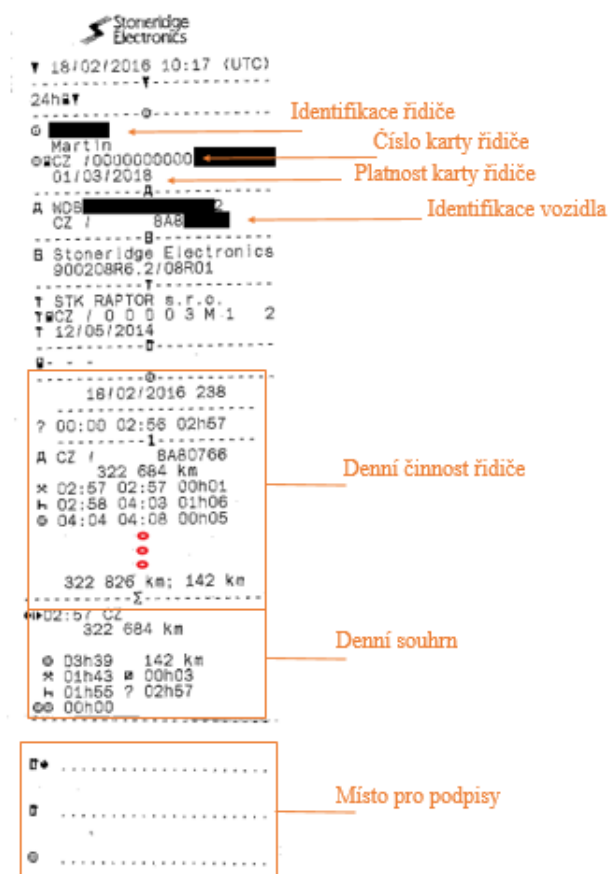 Stoneridge
Electronics
▼ 18/02/2016 10:17 (UTC)
24h
Identifikace řidiče
Martin
Číslo karty řidiče
CZ /0000000000
01/03/2018
Platnost karty řidiče
A WDB 2
Identifikace vozidla
CZ / 8A8
B
B Stoneridge Electronics
900208R6.2/08R01
T
T STK RAPTOR s.r.o.
T CZ / 0 0 0 0 3 M 1 2
T 12/05/2014
- - -
16/02/2016 238
? 00:00 02:56 02h57
1
A CZ / 8A80766
322 684 km
Denní činnost řidiče
02:57 02:57 00h01
02:58 04:03 01h06
04:04 04:08 00h05
322 826 km; 142 km
Σ
02:57 CZ
322 684 km
Denní souhrn
03h39 142 km
01h43 00h03
01h55 ? 02h57
00h00
Místo pro podpisy